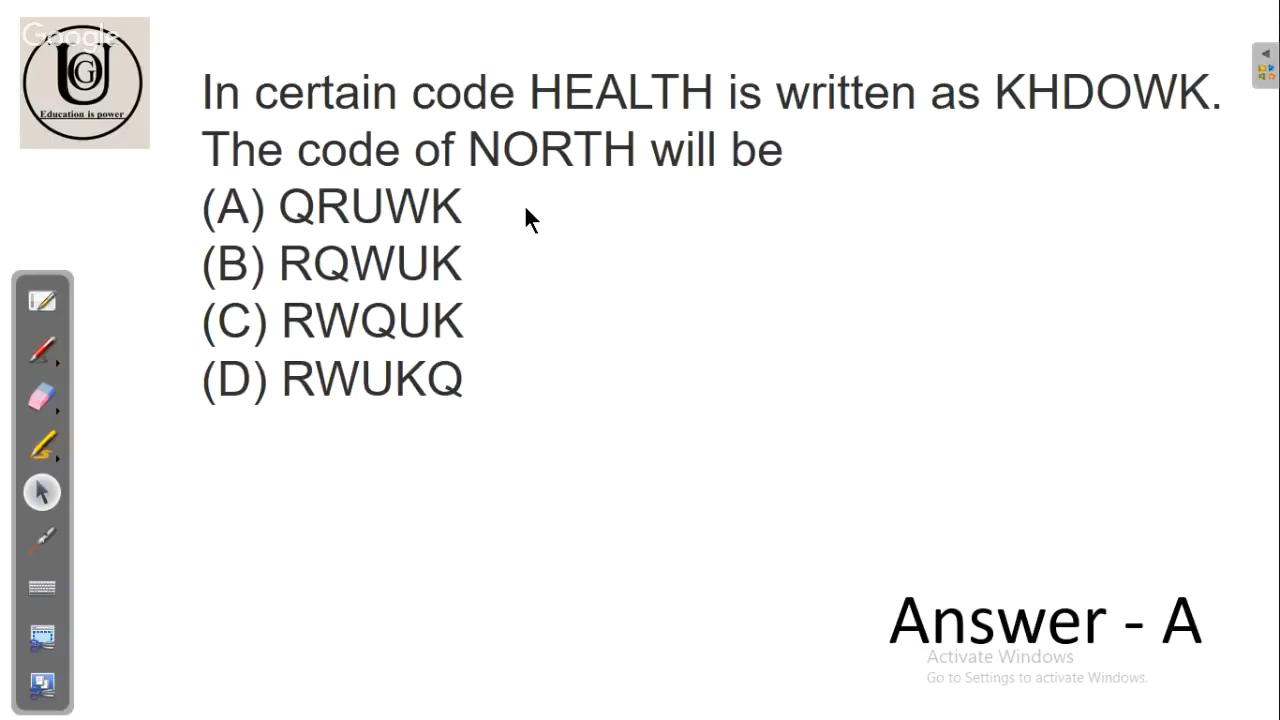 Google
UG
Education is power
In certain code HEALTH is written as KHDOWK.
The code of NORTH will be
(A) QRUWK
(B) RQWUK
(C) RWQUK
(D) RWUKQ
Answer - A
Activate Windows
Go to Settings to activate Windows.